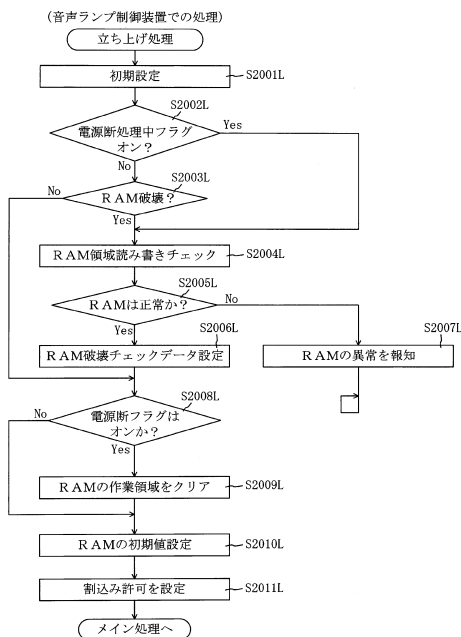 (音声ランプ制御装置での処理)
立ち上げ処理
初期設定
S2001L
S2002L
電源断処理中フラグ
オン？
Yes
No
S2003L
No
RAM破壊？
Yes
RAM領域読み書きチェック
S2004L
S2005L
RAMは正常か？
No
Yes
S2006L
S2007L
RAM破壊チェックデータ設定
RAMの異常を報知
S2008L
No
電源断フラグは
オンか？
Yes
RAMの作業領域をクリア
S2009L
RAMの初期値設定
S2010L
割込み許可を設定
S2011L
メイン処理へ